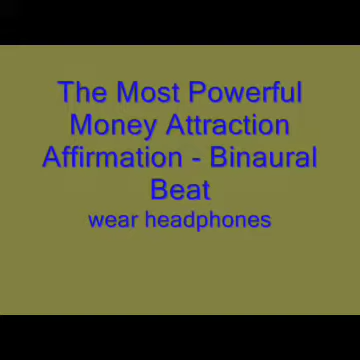 The Most Powerful
Money Attraction
Affirmation - Binaural
Beat
wear headphones